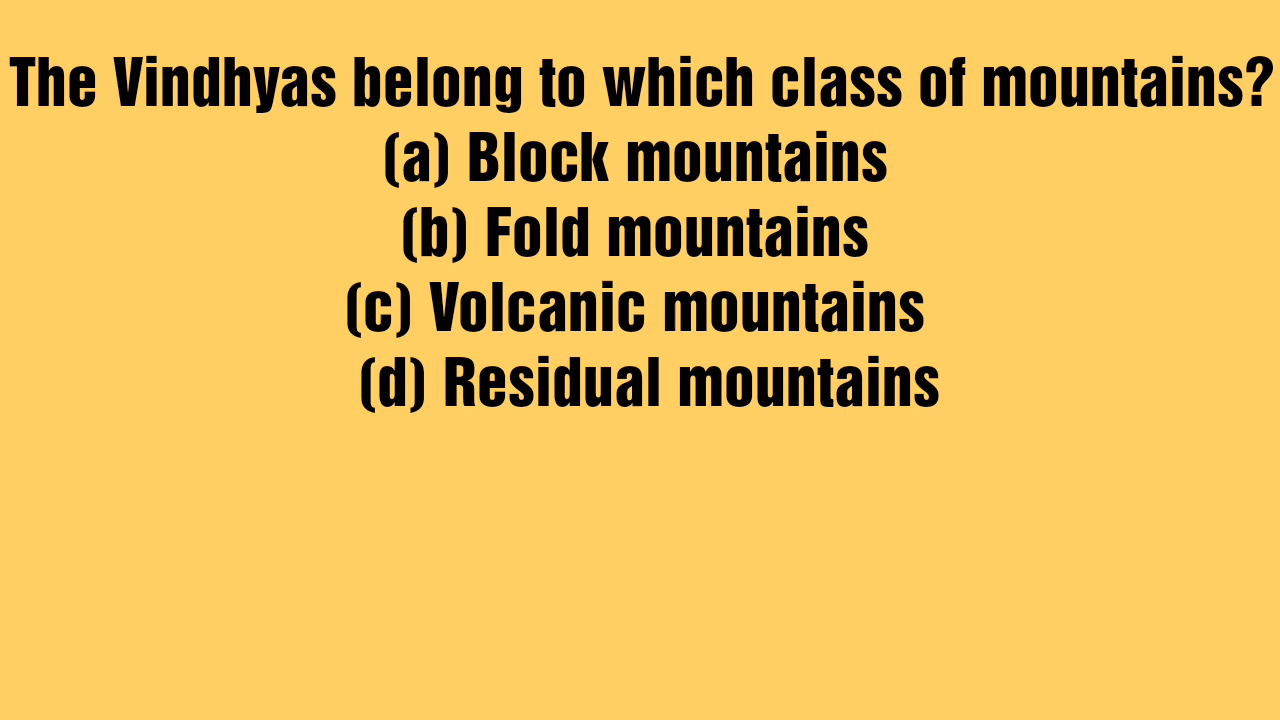 The Vindhyas belong to which class of mountains?
(a) Block mountains
(b) Fold mountains
(c) Volcanic mountains
(d) Residual mountains